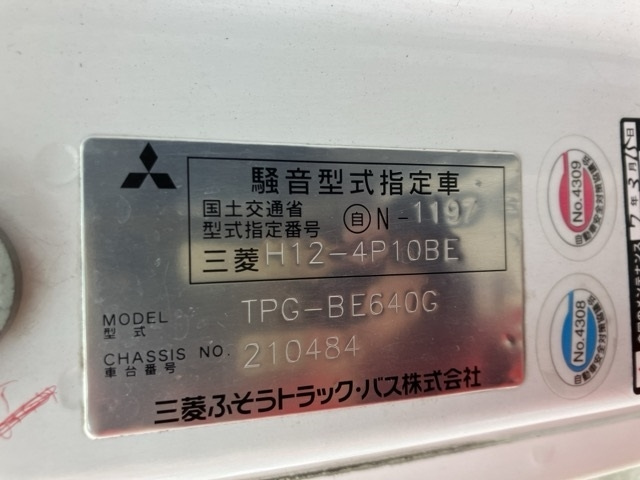 騒音型式指定車
国土交通省
型式指定番号 自 N-1197
三菱 H12-4P10BE
MODEL
型式 TPG-BE640G
CHASSIS NO.
車台番号 210484
三菱ふそうトラック・バス株式会社
No.4309
No.4308